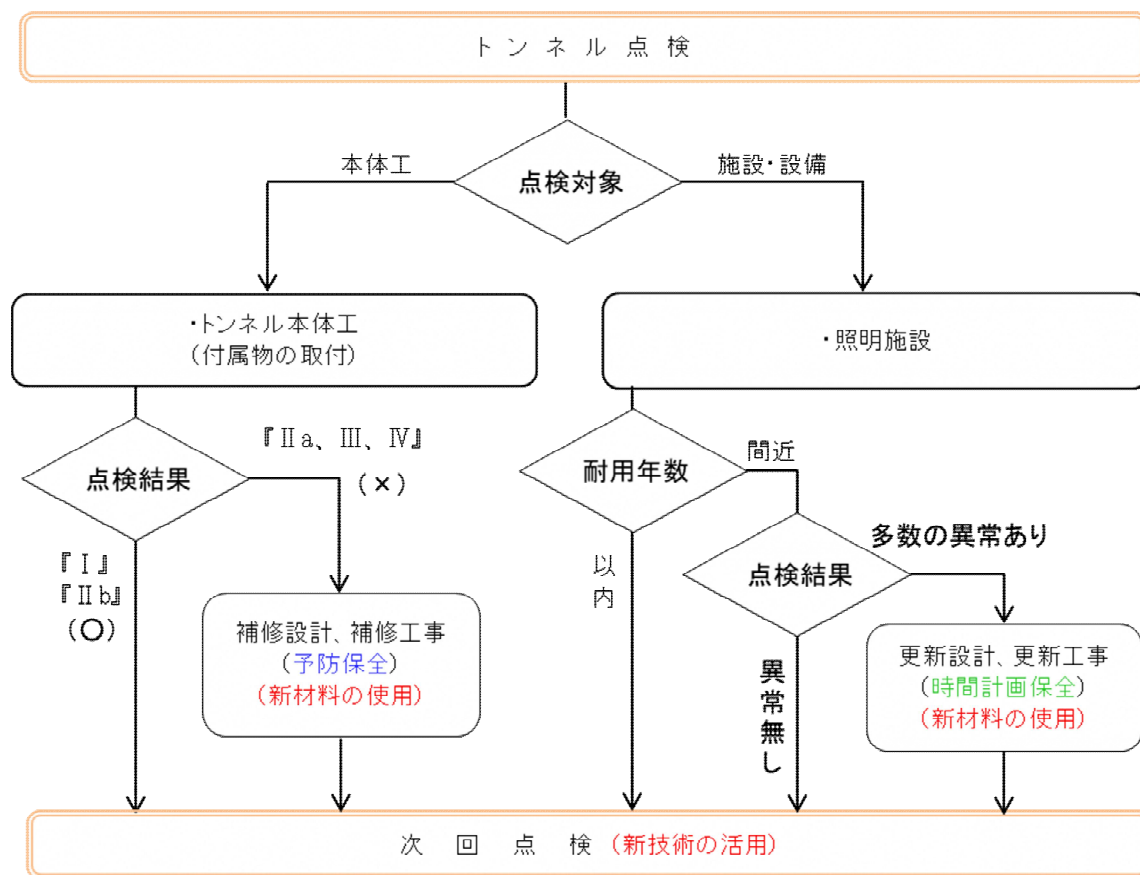 トンネル点検
点検対象
本体工
施設・設備
・トンネル本体工
(付属物の取付)
・照明施設
点検結果
『Ⅱa、Ⅲ、Ⅳ』
(×)
『Ⅰ』
『Ⅱb』
(○)
補修設計、補修工事
(予防保全)
(新材料の使用)
耐用年数
間近
以内
点検結果
多数の異常あり
異常無し
更新設計、更新工事
(時間計画保全)
(新材料の使用)
次回点検(新技術の活用)